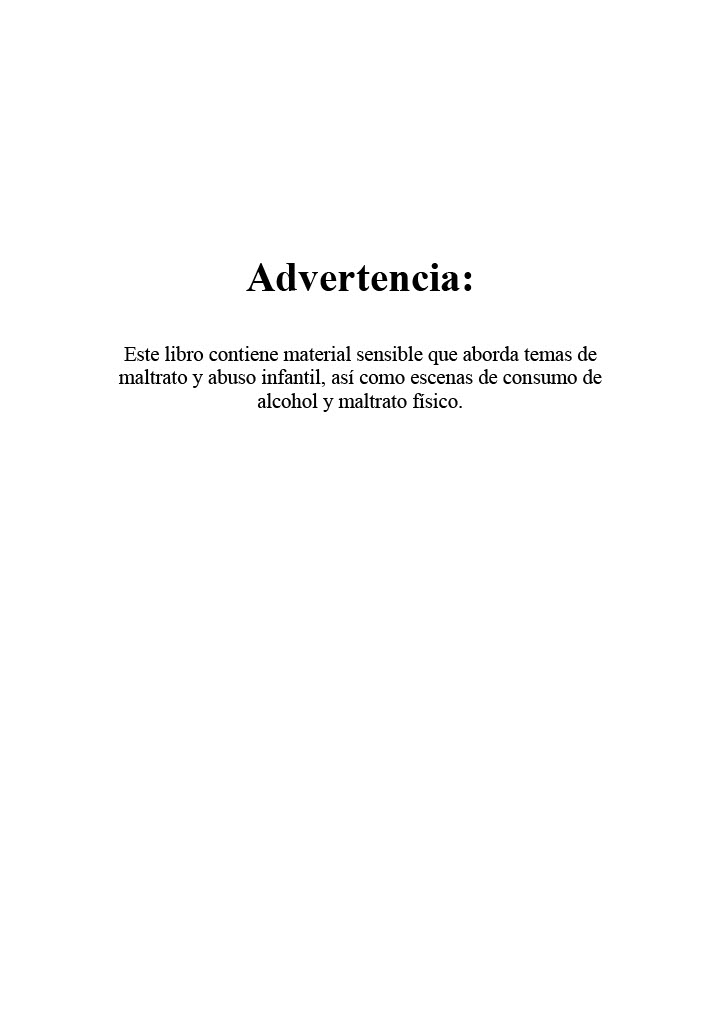 Advertencia:
Este libro contiene material sensible que aborda temas de
maltrato y abuso infantil, así como escenas de consumo de
alcohol y maltrato físico.